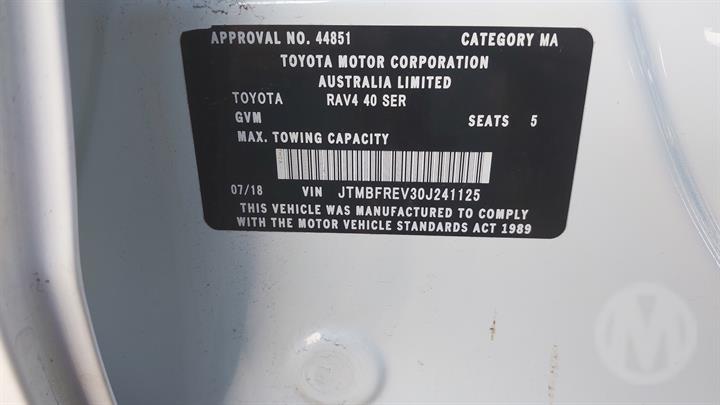 APPROVAL NO. 44851 CATEGORY MA
TOYOTA MOTOR CORPORATION
AUSTRALIA LIMITED
TOYOTA RAV4 40 SER
GVM SEATS 5
MAX. TOWING CAPACITY
07/18 VIN JTMBFREV30J241125
THIS VEHICLE WAS MANUFACTURED TO COMPLY
WITH THE MOTOR VEHICLE STANDARDS ACT 1989
M